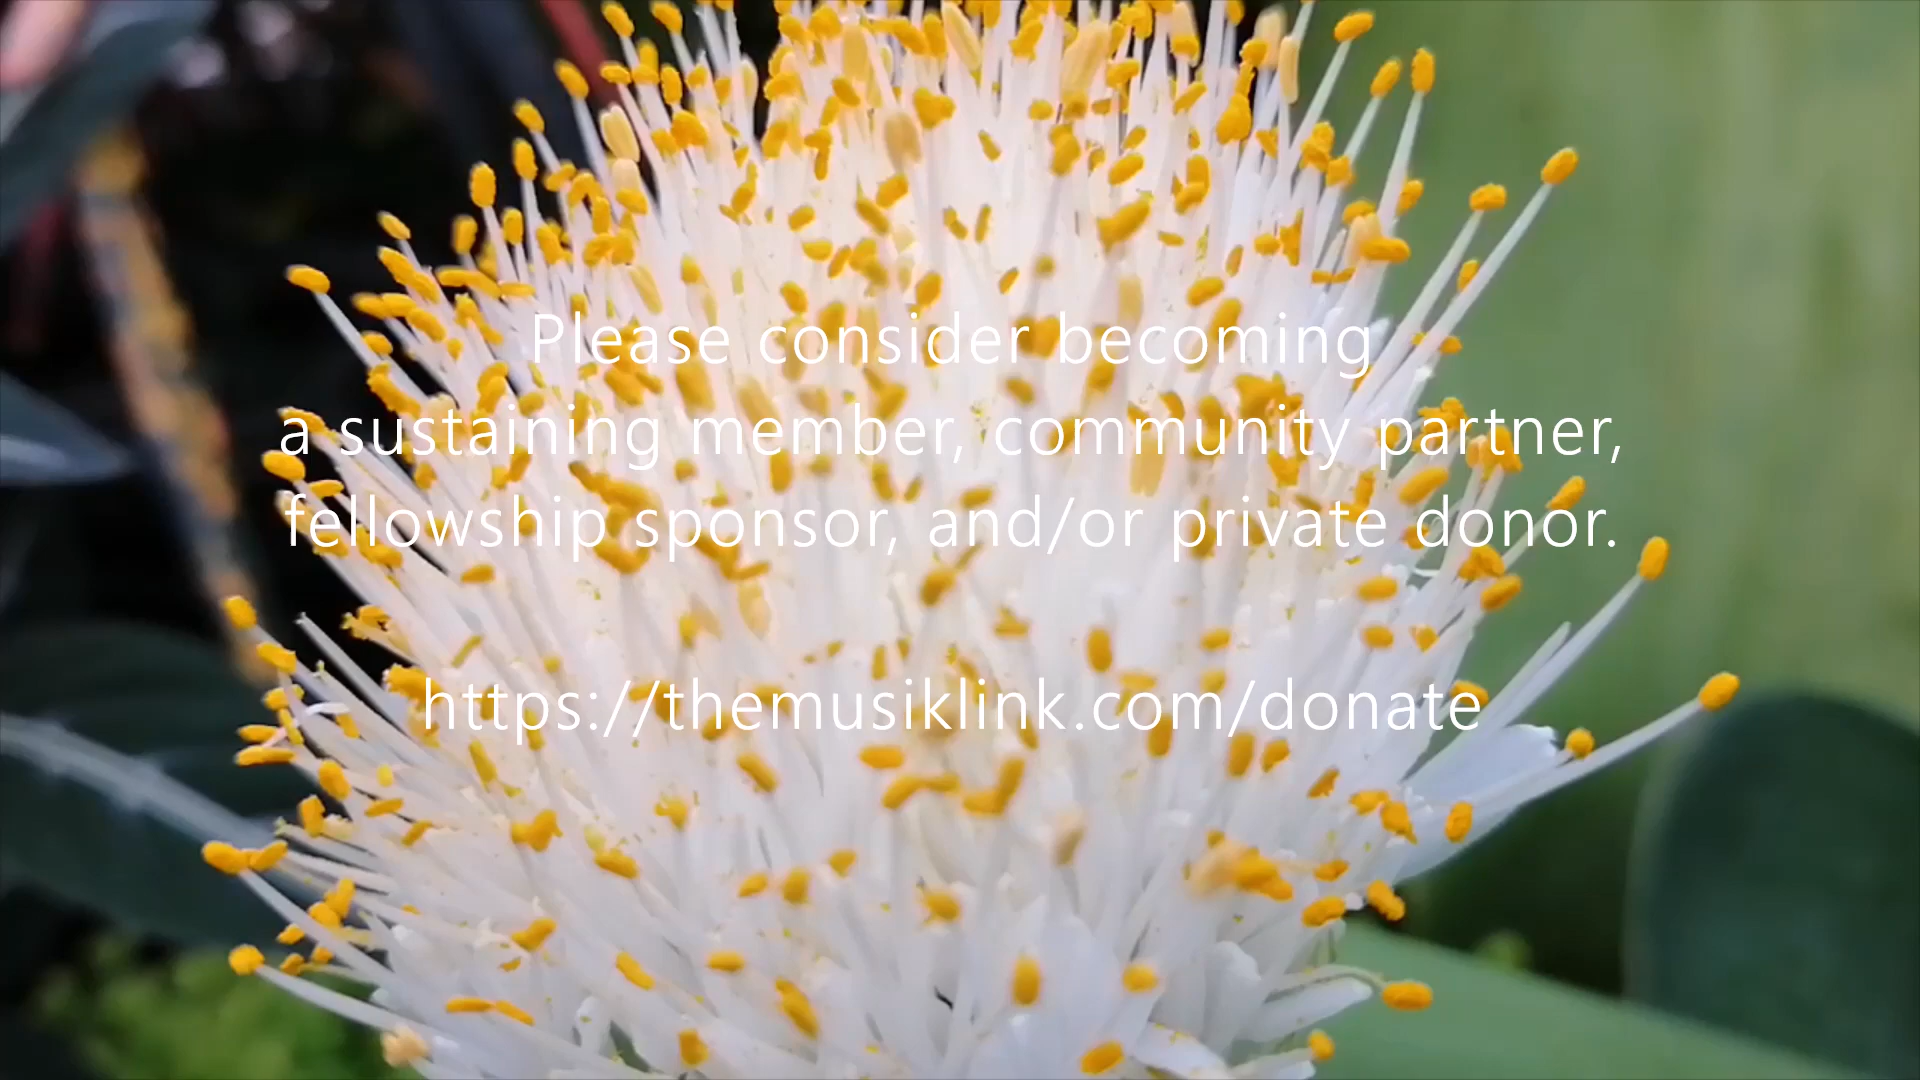 Please consider becoming
a sustaining member, community partner,
fellowship sponsor, and/or private donor.
https://themusiklink.com/donate